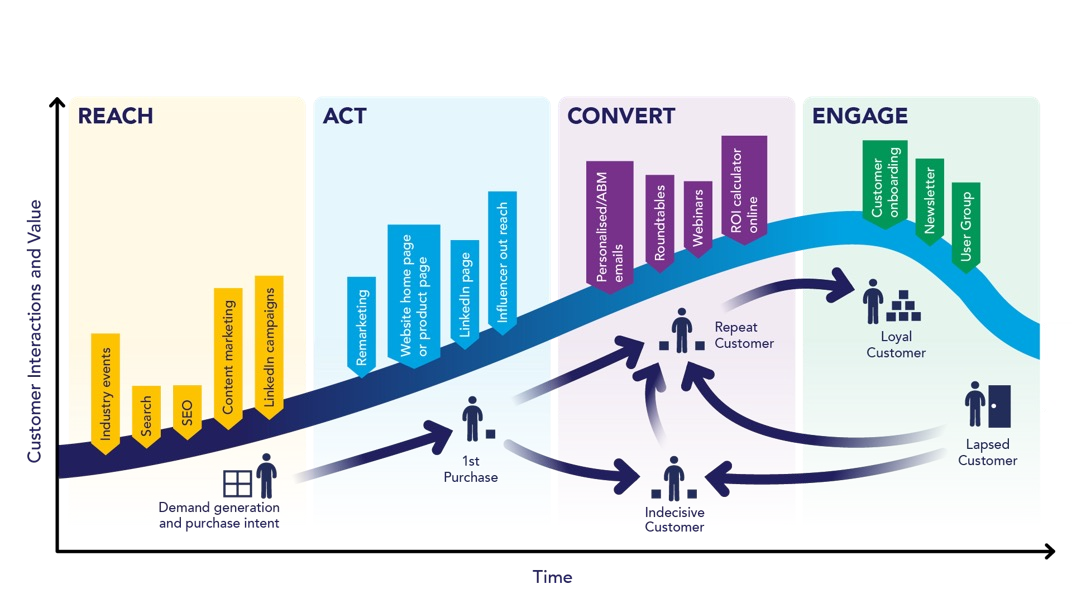 REACH
ACT
CONVERT
ENGAGE
Customer Interactions and Value
Industry events
Search
SEO
Content marketing
LinkedIn campaigns
Remarketing
Website home page
or product page
LinkedIn page
Influencer out reach
Personalised/ABM
emails
Roundtables
Webinars
ROI calculator
online
Customer
onboarding
Newsletter
User Group
Demand generation
and purchase intent
1st
Purchase
Repeat
Customer
Indecisive
Customer
Loyal
Customer
Lapsed
Customer
Time